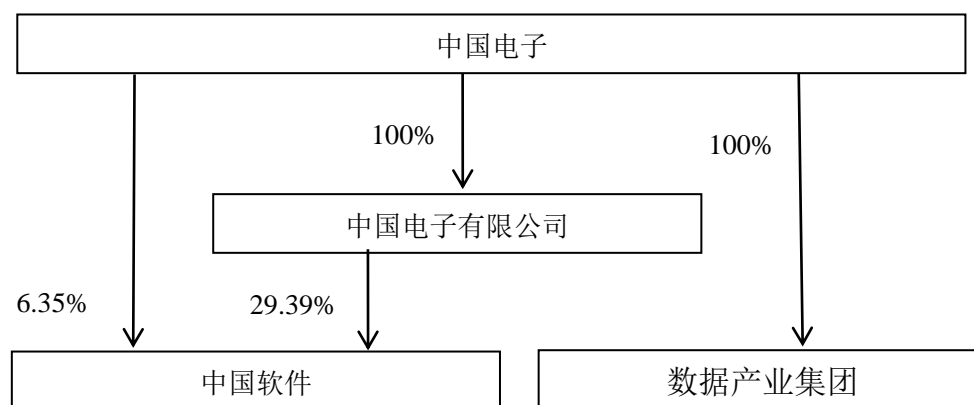 中国电子
100%
100%
中国电子有限公司
6.35%
29.39%
中国软件
数据产业集团